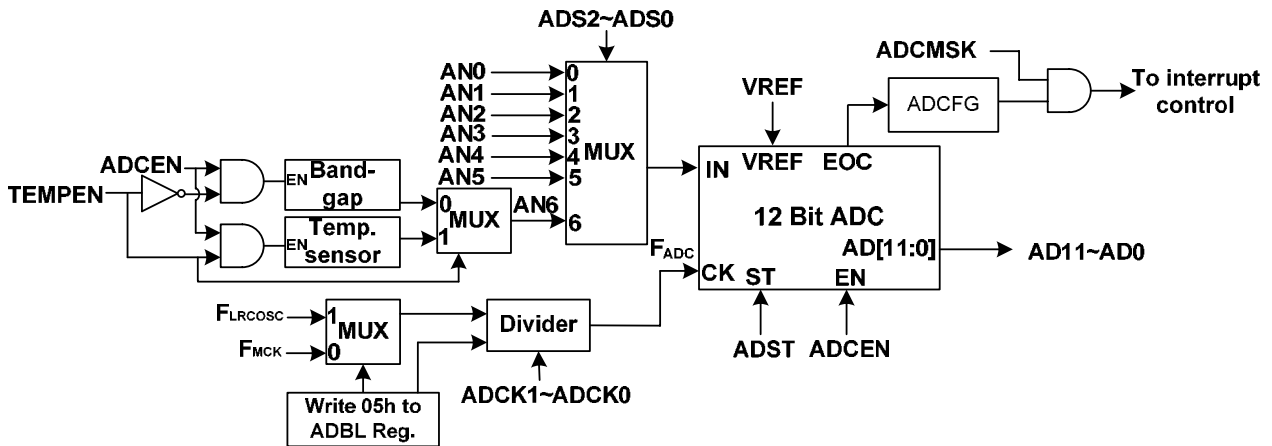 ADS2~ADS0
ADCMSK
AN0
AN1
AN2
AN3
AN4
AN5
0
1
2
3
4
5
6
MUX
VREF
ADCFG
To interrupt
control
ADCEN
TEMPEN
EN
Band-
gap
EN
Temp.
sensor
0
1
MUX
AN6
IN
VREF
EOC
12 Bit ADC
AD[11:0]
AD11~AD0
FADC
CK
ST
EN
ADST
ADCEN
FLRCOSC
FMCK
1
0
MUX
Divider
ADCK1~ADCK0
Write 05h to
ADBL Reg.